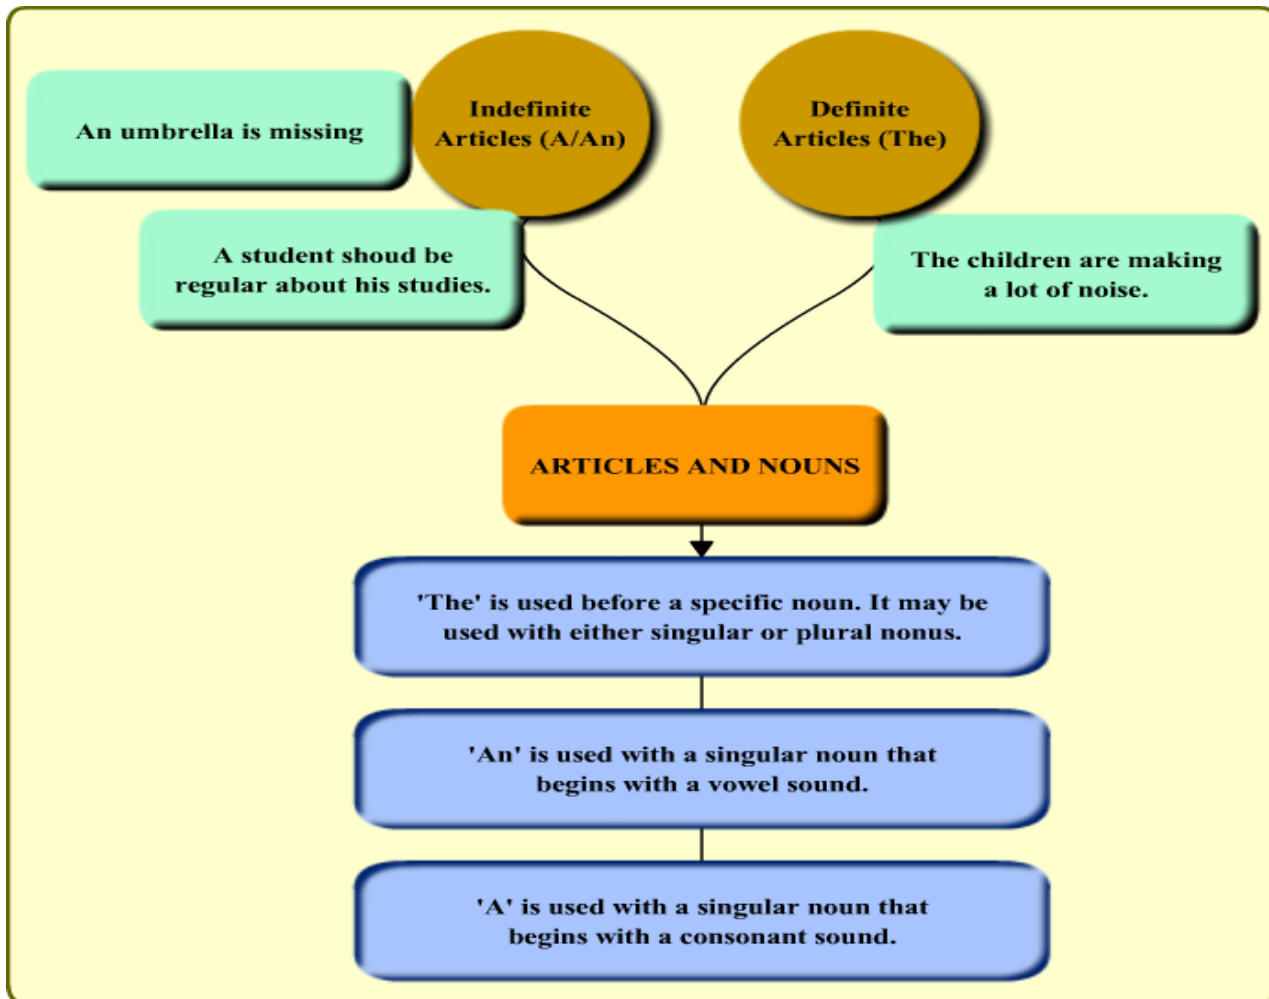 Indefinite
Articles (A/An)
Definite
Articles (The)
An umbrella is missing
A student shoud be
regular about his studies.
The children are making
a lot of noise.
ARTICLES AND NOUNS
'The' is used before a specific noun. It may be
used with either singular or plural nonus.
'An' is used with a singular noun that
begins with a vowel sound.
'A' is used with a singular noun that
begins with a consonant sound.